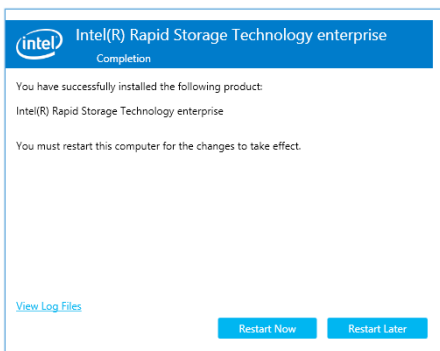 intel
Intel(R) Rapid Storage Technology enterprise
Completion
You have successfully installed the following product:
Intel(R) Rapid Storage Technology enterprise
You must restart this computer for the changes to take effect.
View Log Files
Restart Now Restart Later